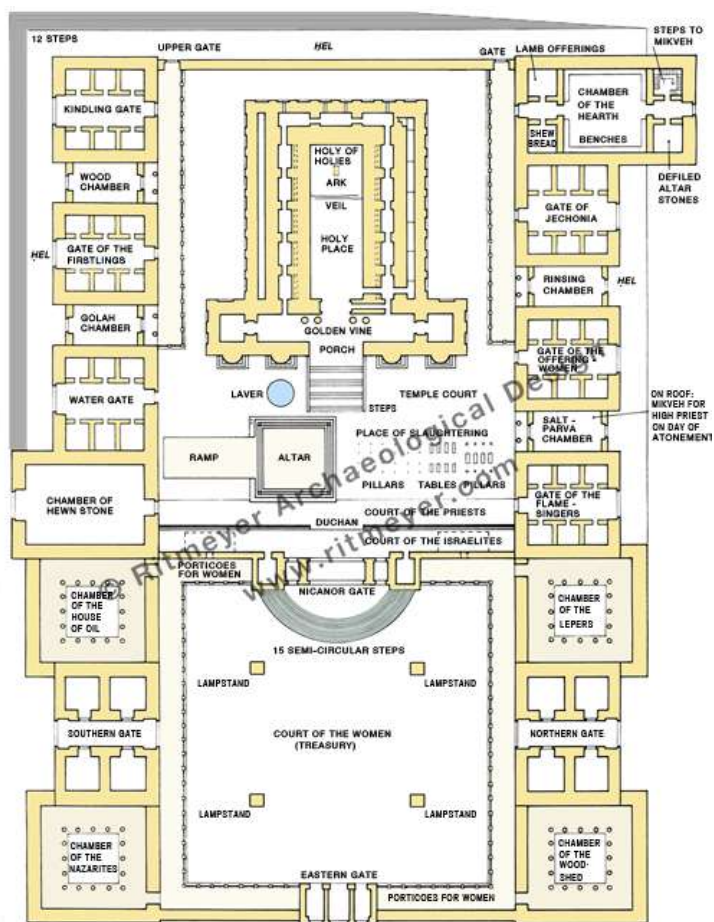 12 STEPS
UPPER GATE
HEL
GATE
LAMB OFFERINGS
STEPS TO
MIKVEH
KINDLING GATE
CHAMBER
OF THE
HEARTH
BENCHES
SHEW
BREAD
DEFILED
ALTAR
STONES
WOOD
CHAMBER
HOLY OF
HOLIES
ARK
VEIL
HOLY
PLACE
GATE OF
JECHONIA
GATE OF THE
FIRSTLINGS
HEL
RINSING
CHAMBER
HEL
GOLAH
CHAMBER
GOLDEN VINE
PORCH
GATE OF THE
OFFERING
WOMEN
WATER GATE
LAVER
TEMPLE COURT
STEPS
ON ROOF:
MIKVEH FOR
HIGH PRIEST
ON DAY OF
ATONEMENT
SALT -
PARVA
CHAMBER
PLACE OF SLAUGHTERING
RAMP
ALTAR
PILLARS
TABLES
PILLARS
CHAMBER OF
HEWN STONE
GATE OF
THE FLAME -
SINGERS
COURT OF THE PRIESTS
DUCHAN
COURT OF THE ISRAELITES
PORTICOES
FOR WOMEN
NICANOR GATE
CHAMBER
OF THE
HOUSE
OF OIL
CHAMBER
OF THE
LEPERS
15 SEMI-CIRCULAR STEPS
LAMPSTAND
LAMPSTAND
SOUTHERN GATE
COURT OF THE WOMEN
(TREASURY)
NORTHERN GATE
LAMPSTAND
LAMPSTAND
CHAMBER
OF THE
NAZARITES
CHAMBER
OF THE
WOOD-
SHED
EASTERN GATE
PORTICOES FOR WOMEN
© Ritmeyer Archaeological Design
www.ritmeyer.com